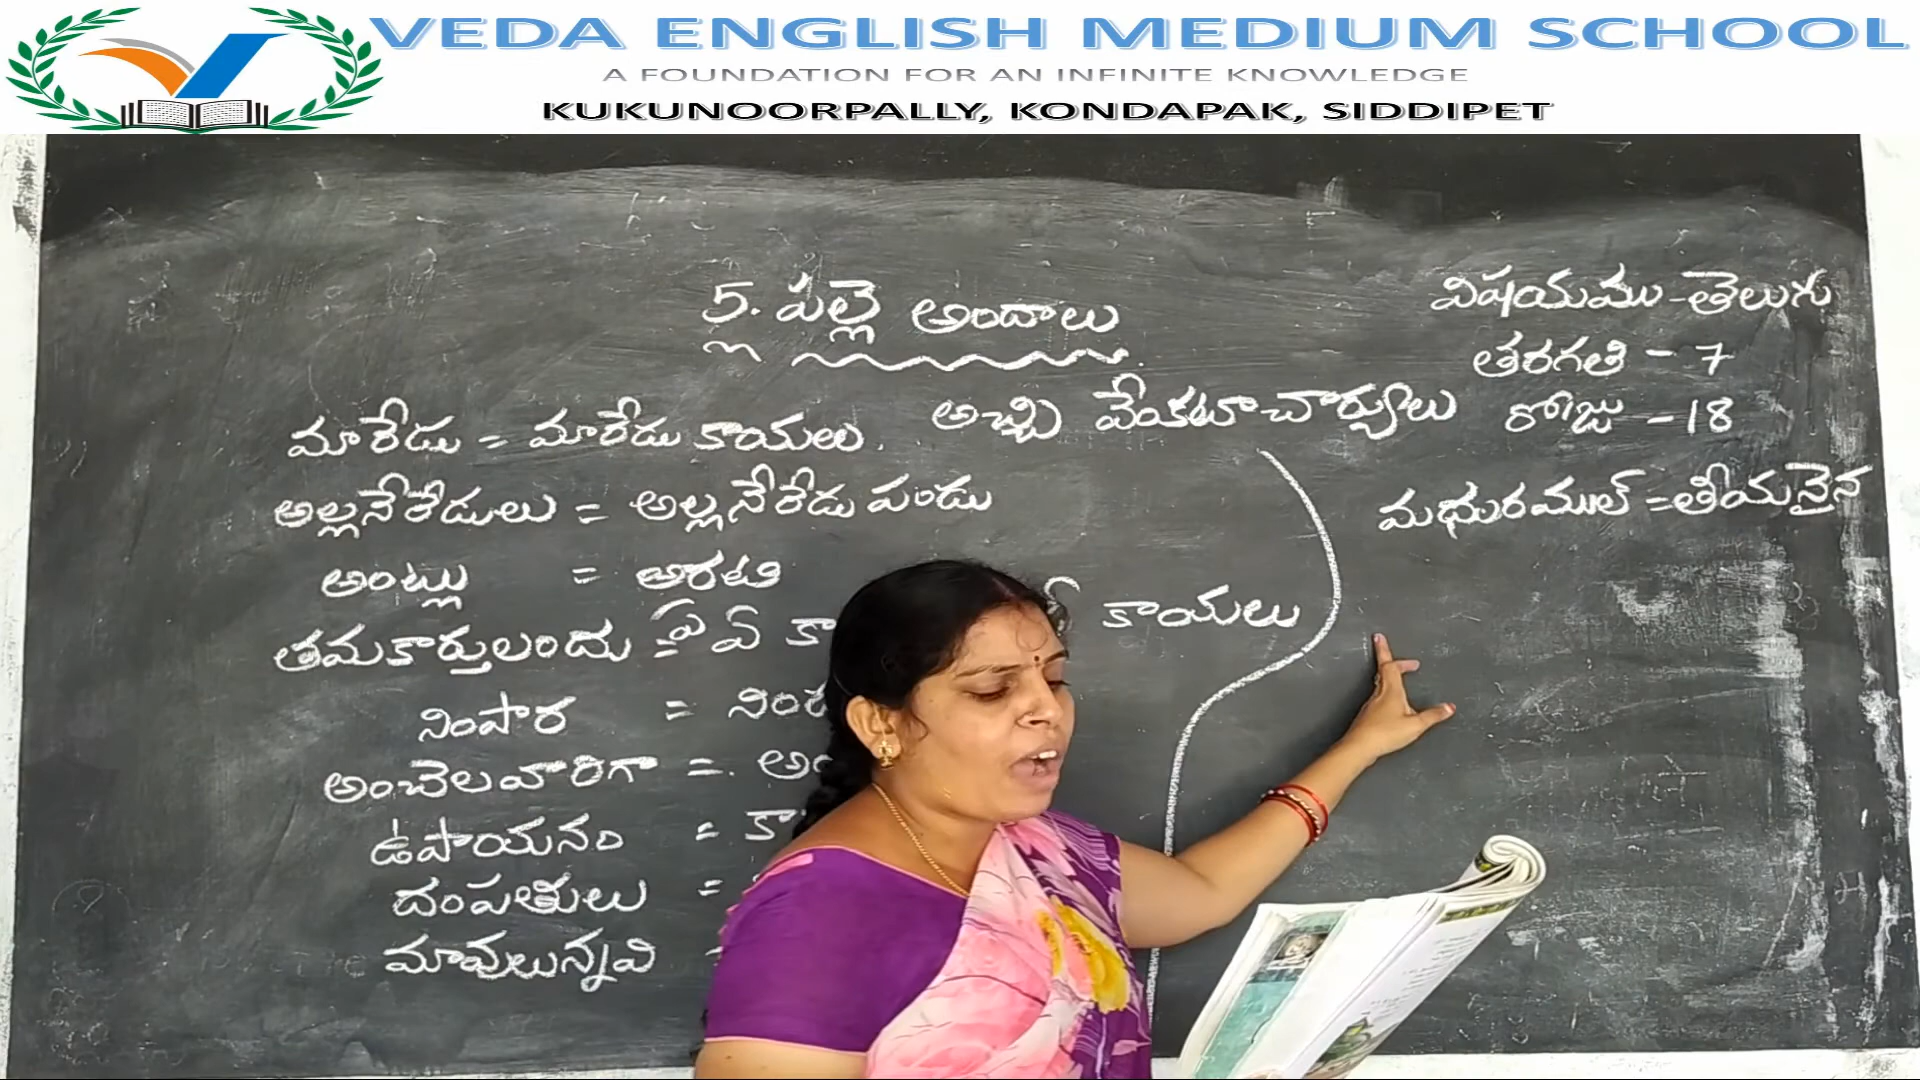 VEDA ENGLISH MEDIUM SCHOOL
A FOUNDATION FOR AN INFINITE KNOWLEDGE
KUKUNOORPALLY, KONDAPAK, SIDDIPET
5. పల్లె అందాలు
విషయము - తెలుగు
తరగతి - 7
రోజు - 18
అచ్చి వేంకటాచార్యులు
మారేడు = మారేడు కాయలు.
అల్లనేరేడులు = అల్లనేరేడు పండు
అంట్లు = అరటి
తమకార్తులందు = ఏ ఏ కా కాయలు
నింపార = నిం
అంచెలవారిగా = అం
ఉపాయనం = కా
దంపతులు =
మావులున్నవి
మధురముల్ = తీయనైన